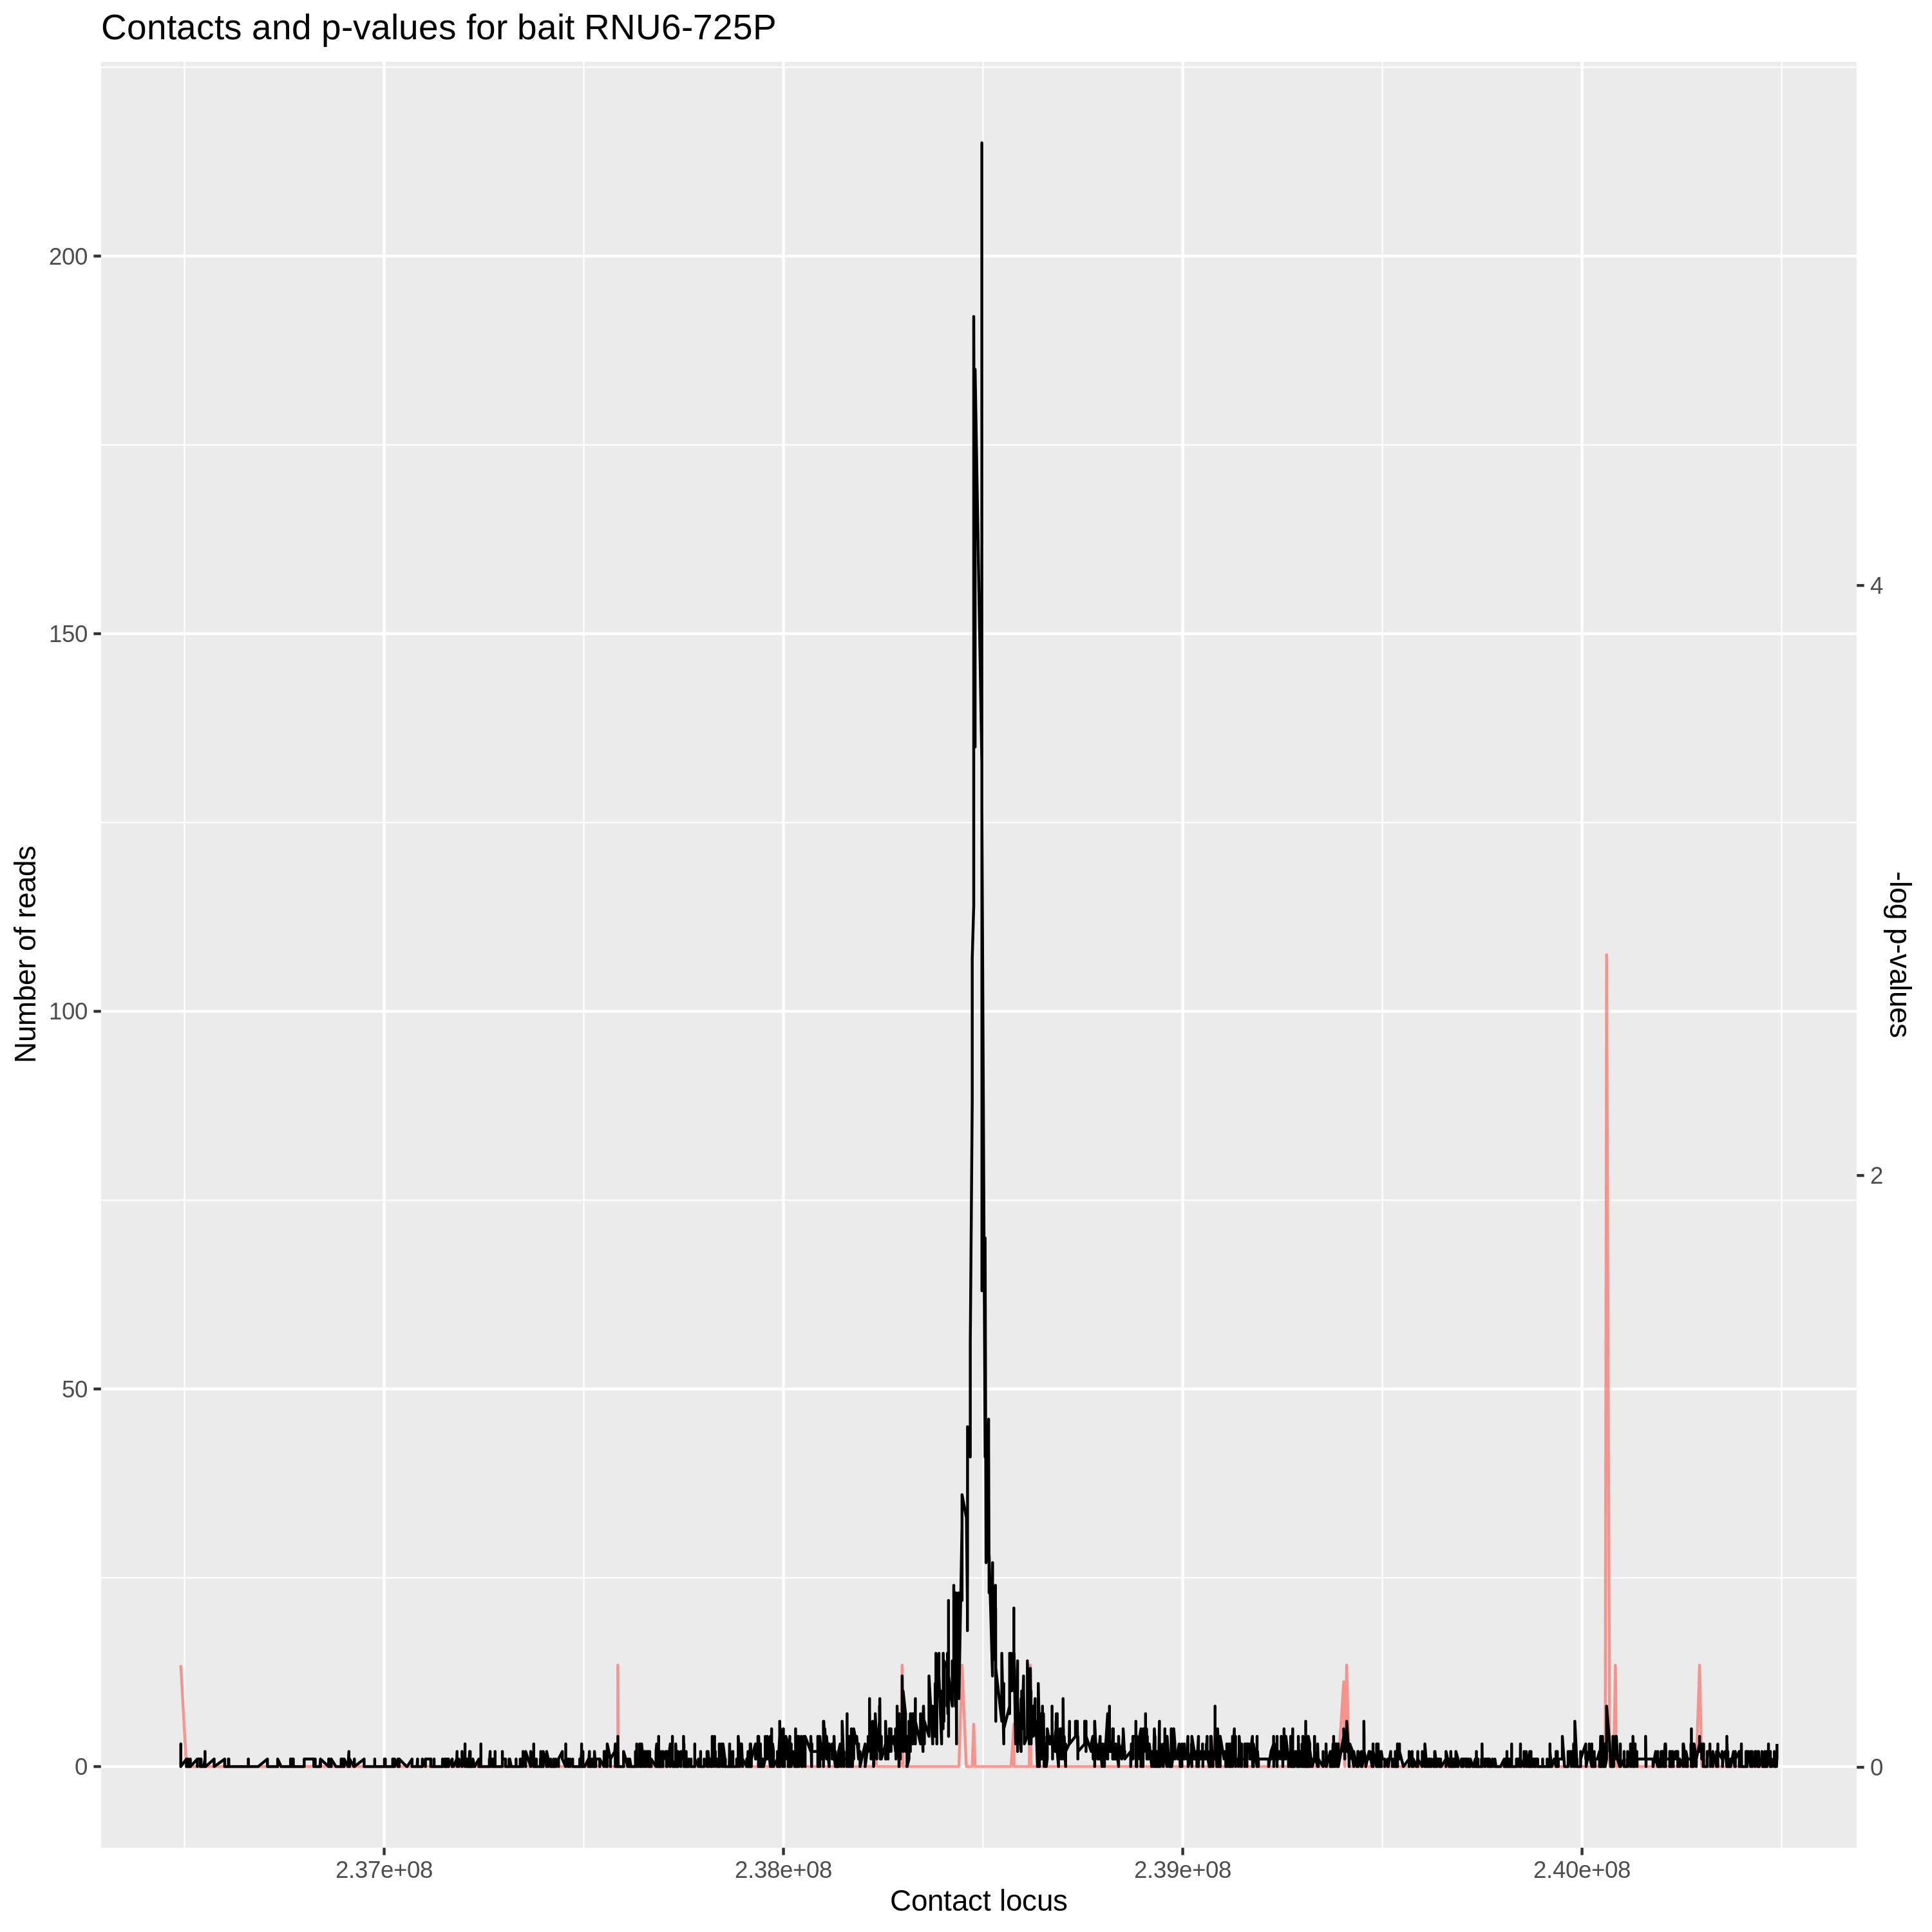 Contacts and p-values for bait RNU6-725P
200
150
100
50
0
Number of reads
4
2
0
-log p-values
2.37e+08
2.38e+08
2.39e+08
2.40e+08
Contact locus